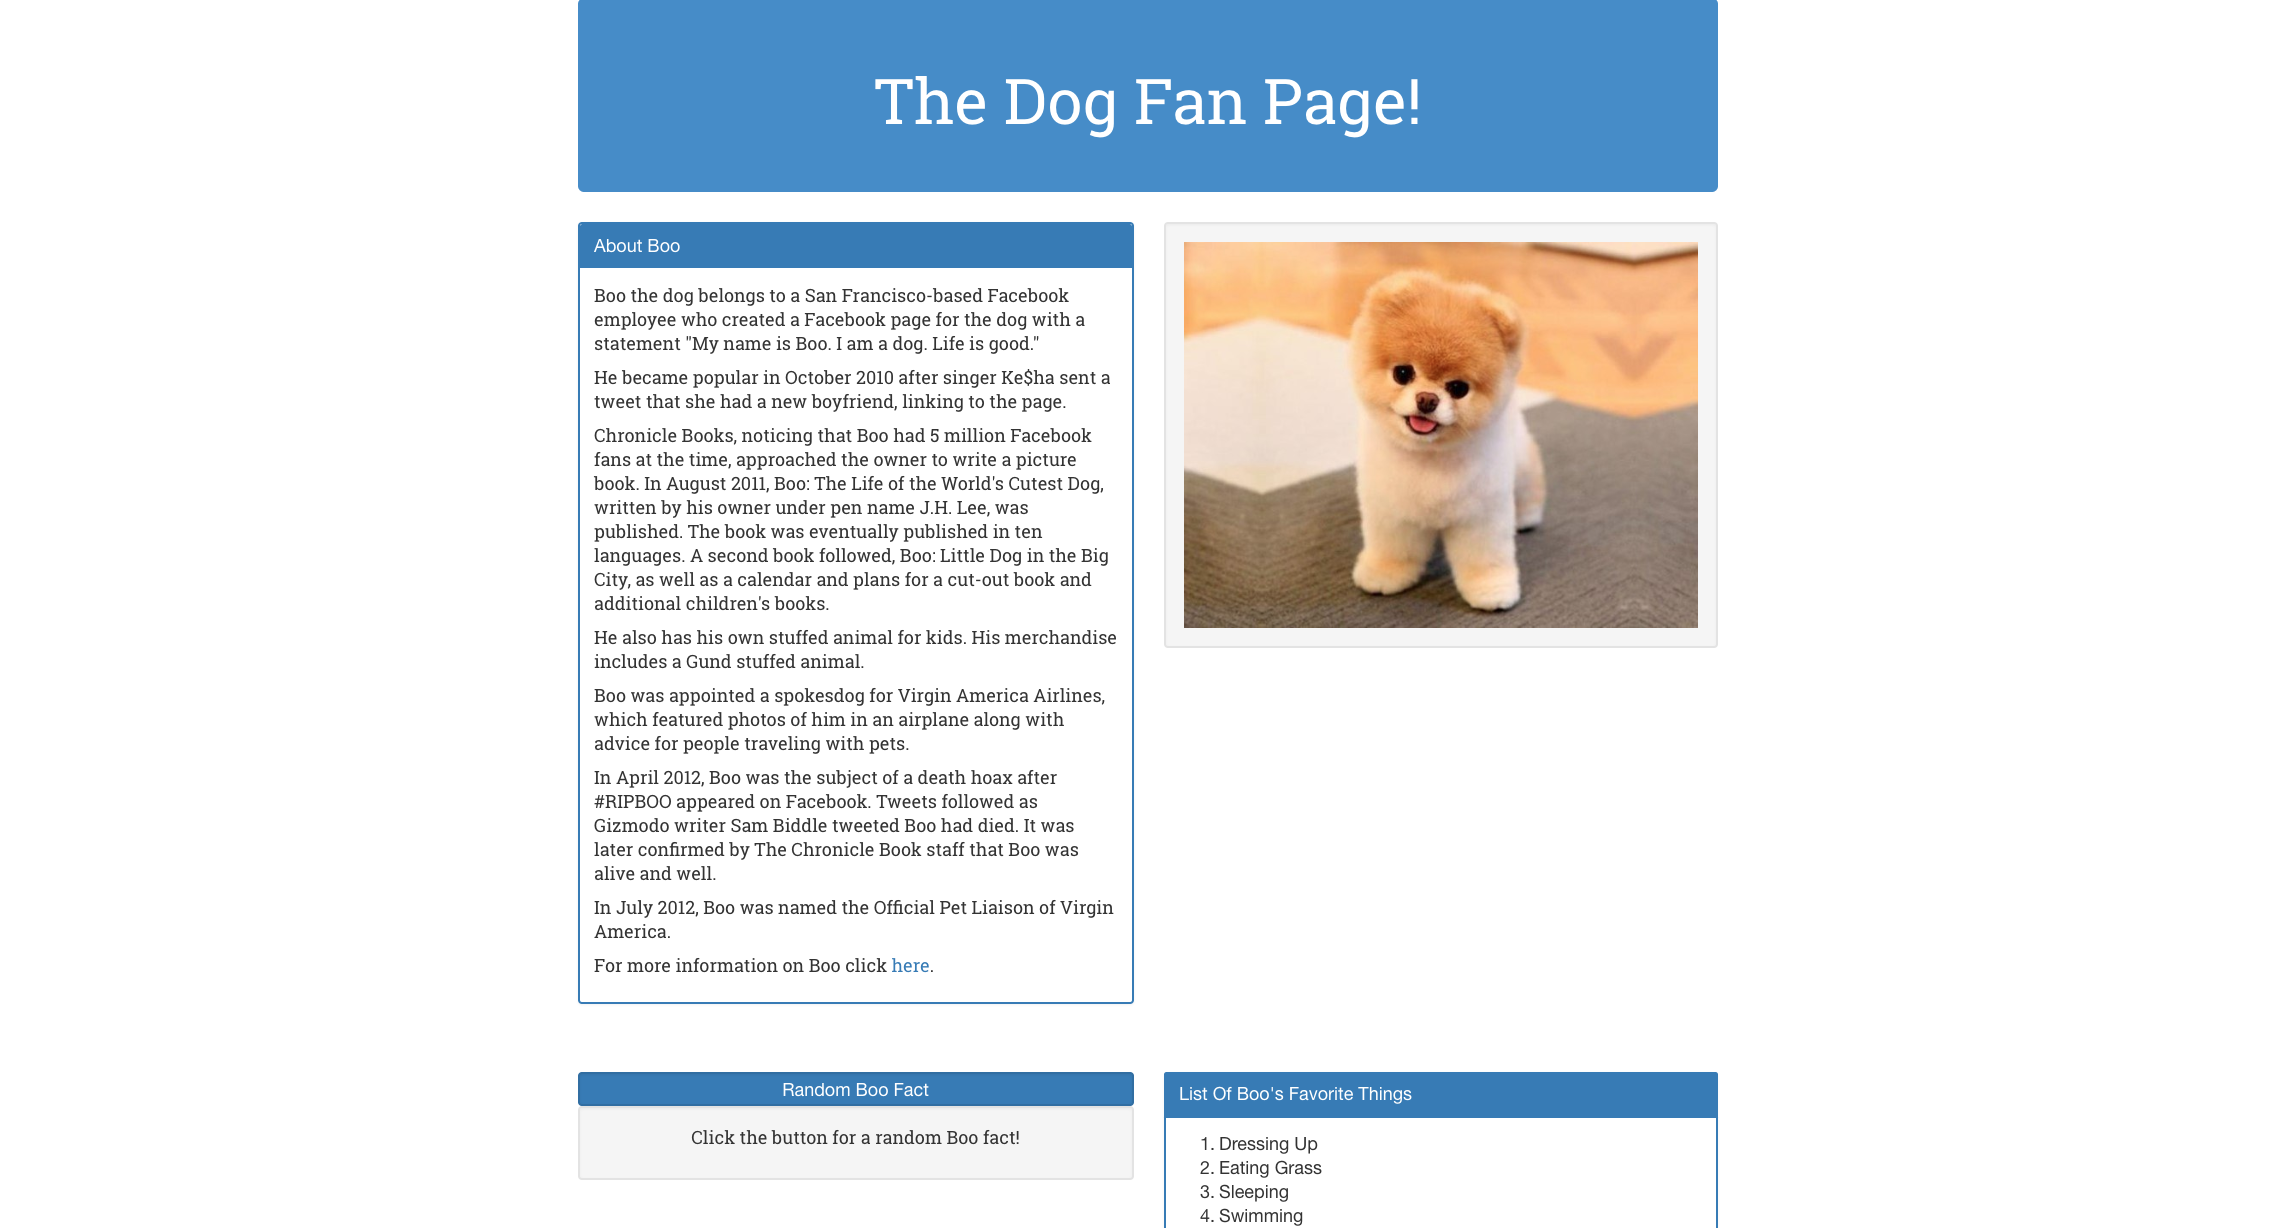 The Dog Fan Page!
About Boo
Boo the dog belongs to a San Francisco-based Facebook
employee who created a Facebook page for the dog with a
statement "My name is Boo. I am a dog. Life is good."
He became popular in October 2010 after singer Ke$ha sent a
tweet that she had a new boyfriend, linking to the page.
Chronicle Books, noticing that Boo had 5 million Facebook
fans at the time, approached the owner to write a picture
book. In August 2011, Boo: The Life of the World's Cutest Dog,
written by his owner under pen name J.H. Lee, was
published. The book was eventually published in ten
languages. A second book followed, Boo: Little Dog in the Big
City, as well as a calendar and plans for a cut-out book and
additional children's books.
He also has his own stuffed animal for kids. His merchandise
includes a Gund stuffed animal.
Boo was appointed a spokesdog for Virgin America Airlines,
which featured photos of him in an airplane along with
advice for people traveling with pets.
In April 2012, Boo was the subject of a death hoax after
#RIPBOO appeared on Facebook. Tweets followed as
Gizmodo writer Sam Biddle tweeted Boo had died. It was
later confirmed by The Chronicle Book staff that Boo was
alive and well.
In July 2012, Boo was named the Official Pet Liaison of Virgin
America.
For more information on Boo click here.
Random Boo Fact
Click the button for a random Boo fact!
List Of Boo's Favorite Things
1. Dressing Up
2. Eating Grass
3. Sleeping
4. Swimming